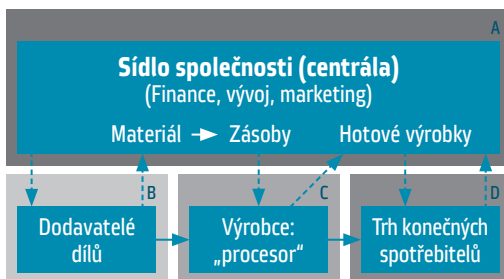 A
Sídlo společnosti (centrála)
(Finance, vývoj, marketing)
Materiál Zásoby Hotové výrobky
B
C
D
Dodavatelé
dílů
Výrobce:
„procesor“
Trh konečných
spotřebitelů